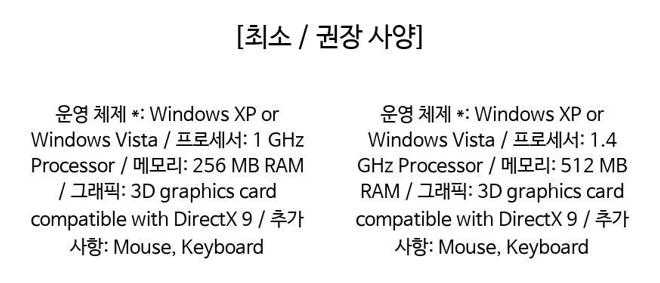 [최소 / 권장 사양]
운영 체제 *: Windows XP or
Windows Vista / 프로세서: 1 GHz
Processor / 메모리: 256 MB RAM
/ 그래픽: 3D graphics card
compatible with DirectX 9 / 추가
사항: Mouse, Keyboard
운영 체제 *: Windows XP or
Windows Vista / 프로세서: 1.4
GHz Processor / 메모리: 512 MB
RAM / 그래픽: 3D graphics card
compatible with DirectX 9 / 추가
사항: Mouse, Keyboard